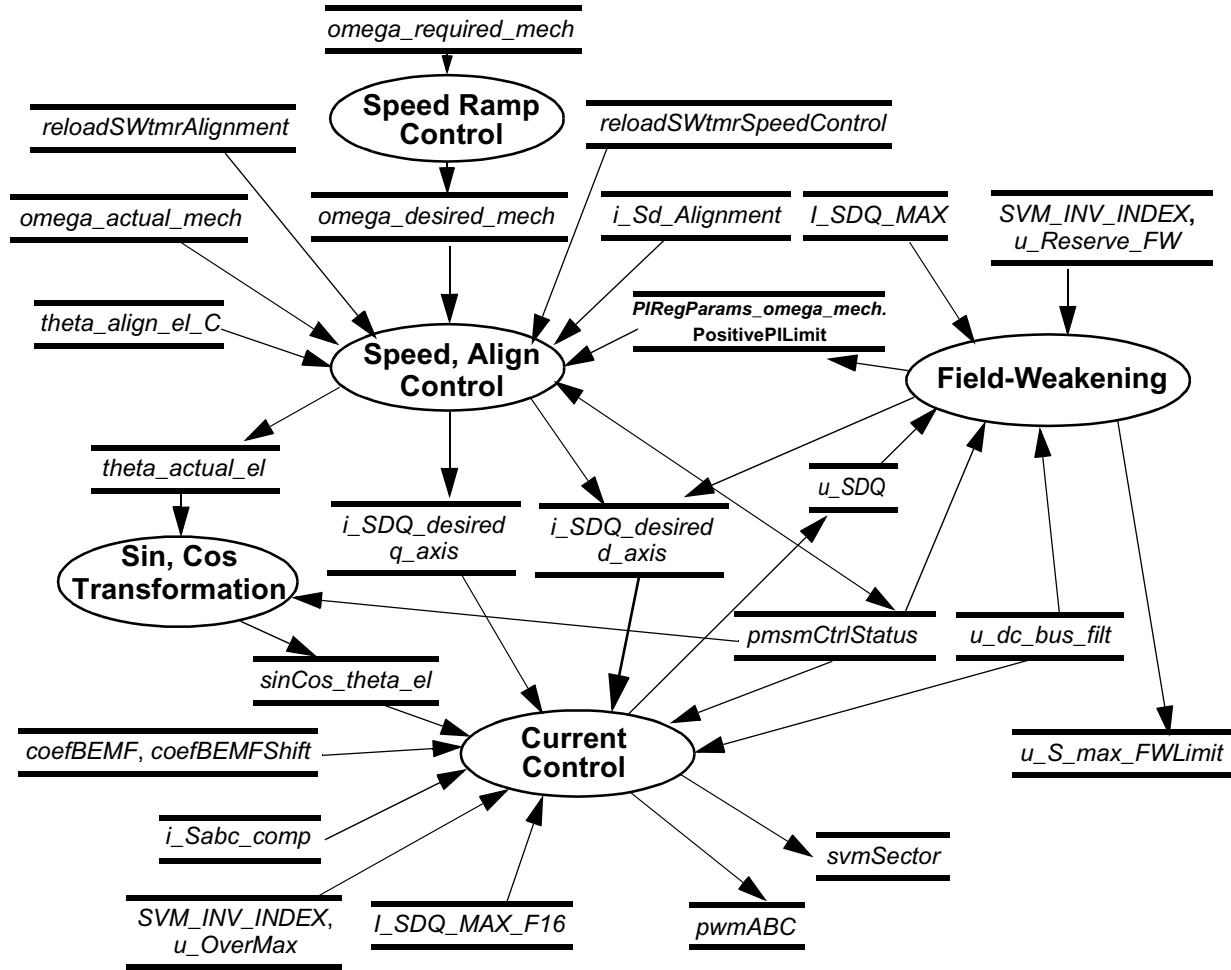 omega_required_mech
Speed Ramp
Control
reloadSWtmrAlignment
reloadSWtmrSpeedControl
omega_actual_mech
omega_desired_mech
i_Sd_Alignment
I_SDQ_MAX
SVM_INV_INDEX,
u_Reserve_FW
theta_align_el_C
PIRegParams_omega_mech.
PositivePILimit
Speed, Align
Control
Field-Weakening
theta_actual_el
u_SDQ
i_SDQ_desired
q_axis
i_SDQ_desired
d_axis
Sin, Cos
Transformation
pmsmCtrlStatus
u_dc_bus_filt
sinCos_theta_el
coefBEMF, coefBEMFShift
Current
Control
u_S_max_FWLimit
i_Sabc_comp
svmSector
SVM_INV_INDEX,
u_OverMax
I_SDQ_MAX_F16
pwmABC